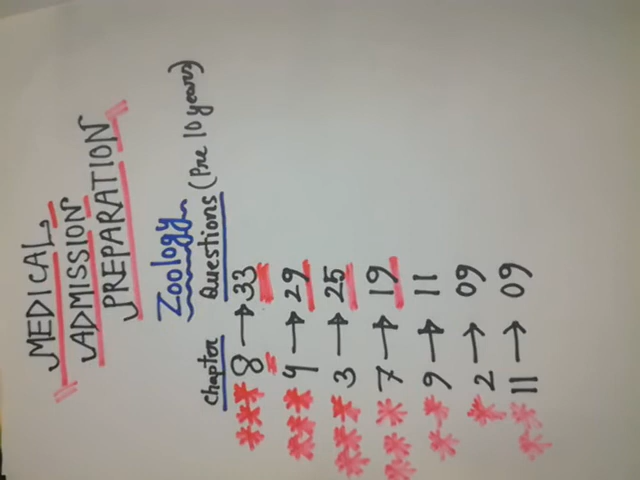 MEDICAL
ADMISSION
PREPARATION
Zoology
Chapter Questions (Pre 10 years)
*** 8 → 33
*** 4 → 29
*** 3 → 25
*** 7 → 19
** 9 → 11
* 2 → 09
** 11 → 09